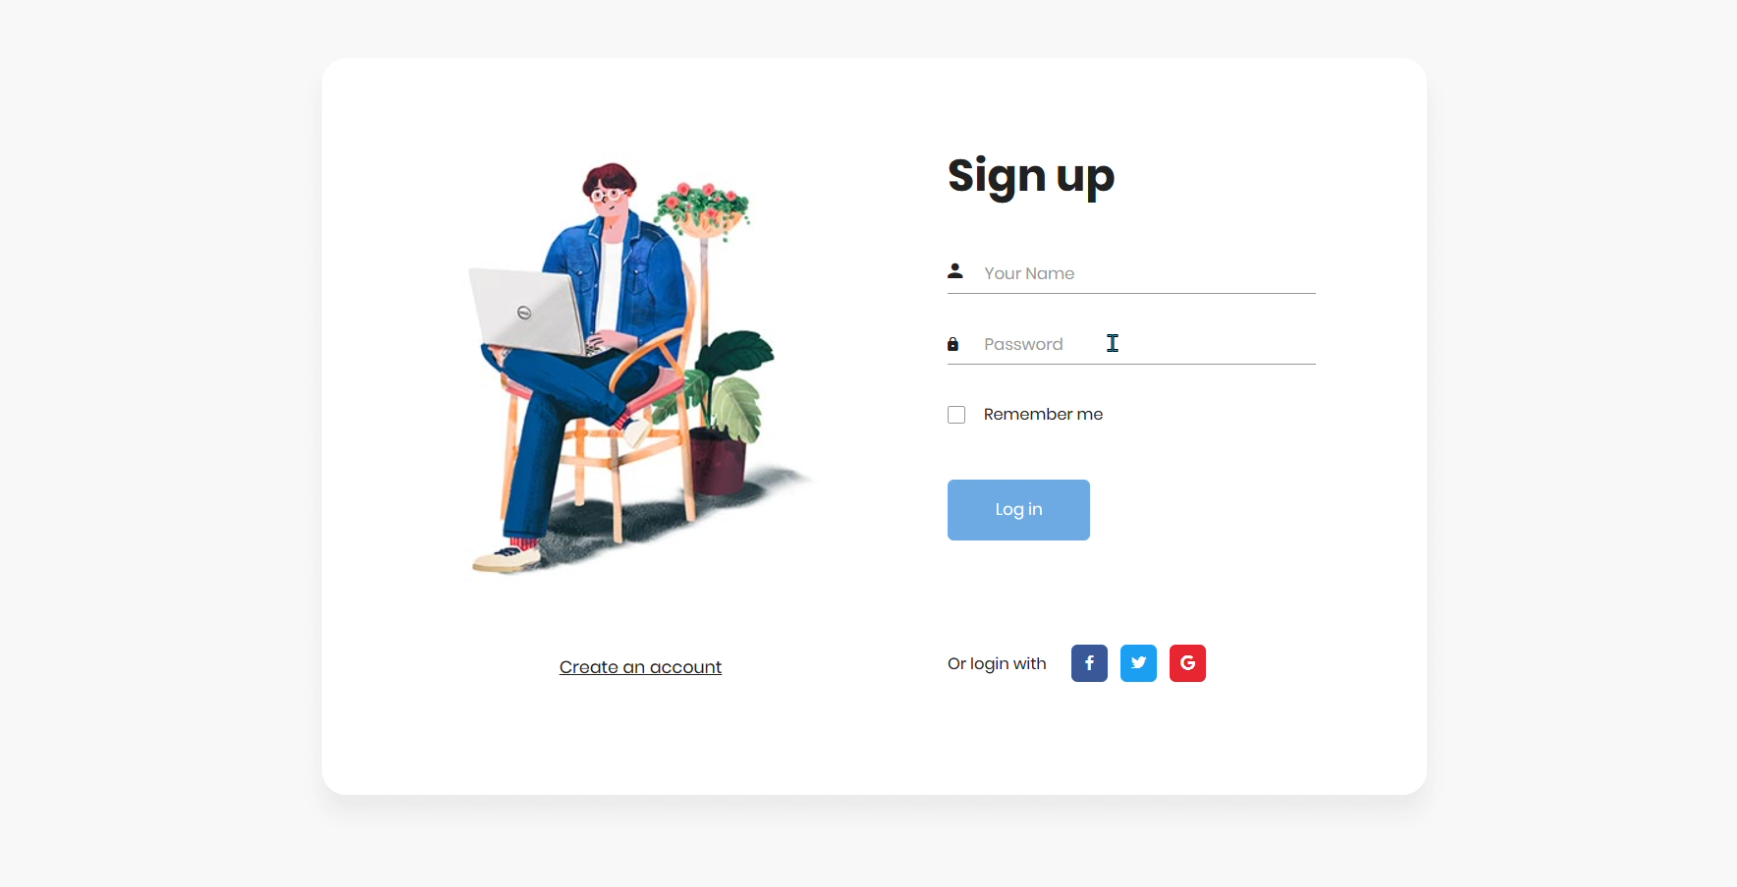 Sign up
Your Name
Password
Remember me
Log in
Create an account
Or login with